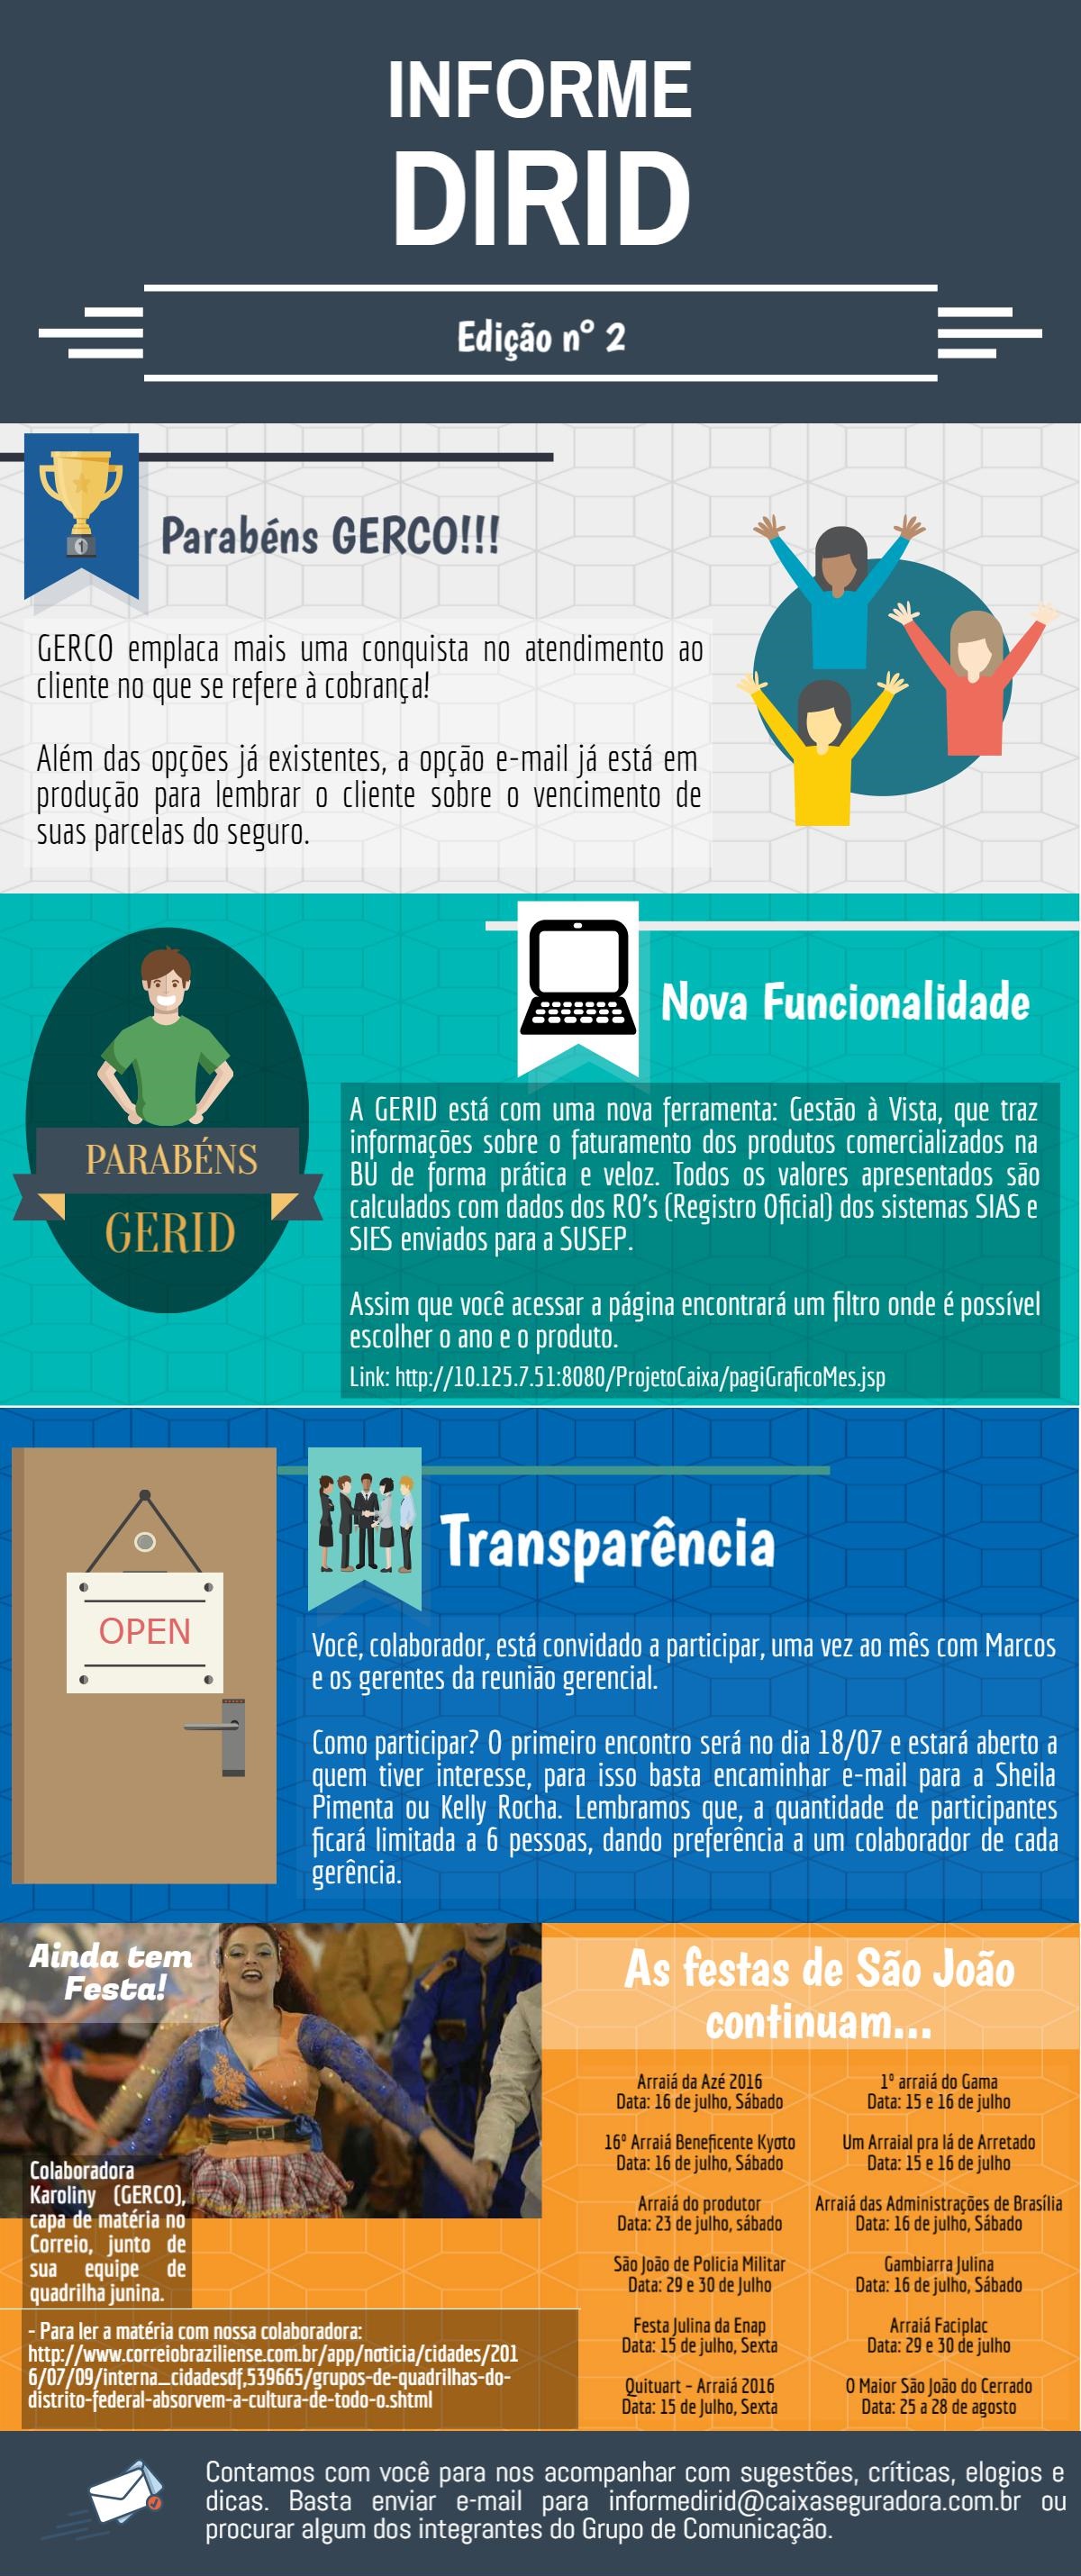 INFORME
DIRID
Edição nº 2
1
Parabéns GERCO!!!
GERCO emplaca mais uma conquista no atendimento ao
cliente no que se refere à cobrança!
Além das opções já existentes, a opção e-mail já está em
produção para lembrar o cliente sobre o vencimento de
suas parcelas do seguro.
PARABÉNS
GERID
Nova Funcionalidade
A GERID está com uma nova ferramenta: Gestão à Vista, que traz
informações sobre o faturamento dos produtos comercializados na
BU de forma prática e veloz. Todos os valores apresentados são
calculados com dados dos RO's (Registro Oficial) dos sistemas SIAS e
SIES enviados para a SUSEP.
Assim que você acessar a página encontrará um filtro onde é possível
escolher o ano e o produto.
Link: http://10.125.7.51:8080/ProjetoCaixa/pagiGraficoMes.jsp
OPEN
Transparência
Você, colaborador, está convidado a participar, uma vez ao mês com Marcos
e os gerentes da reunião gerencial.
Como participar? O primeiro encontro será no dia 18/07 e estará aberto a
quem tiver interesse, para isso basta encaminhar e-mail para a Sheila
Pimenta ou Kelly Rocha. Lembramos que, a quantidade de participantes
ficará limitada a 6 pessoas, dando preferência a um colaborador de cada
gerência.
Ainda tem
Festa!
Colaboradora
Karoliny (GERCO),
capa de matéria no
Correio, junto de
sua equipe de
quadrilha junina.
- Para ler a matéria com nossa colaboradora:
http://www.correiobraziliense.com.br/app/noticia/cidades/201
6/07/09/interna_cidadesdf,539665/grupos-de-quadrilhas-do-
distrito-federal-absorvem-a-cultura-de-todo-o.shtml
As festas de São João
continuam...
Arraiá da Azé 2016
Data: 16 de julho, Sábado
16º Arraiá Beneficente Kyoto
Data: 16 de julho, Sábado
Arraiá do produtor
Data: 23 de julho, sábado
São João de Policia Militar
Data: 29 e 30 de Julho
Festa Julina da Enap
Data: 15 de julho, Sexta
Quituart - Arraiá 2016
Data: 15 de Julho, Sexta
1º arraiá do Gama
Data: 15 e 16 de julho
Um Arraial pra lá de Arretado
Data: 15 e 16 de julho
Arraiá das Administrações de Brasília
Data: 16 de julho, Sábado
Gambiarra Julina
Data: 16 de julho, Sábado
Arraiá Faciplac
Data: 29 e 30 de julho
O Maior São João do Cerrado
Data: 25 a 28 de agosto
Contamos com você para nos acompanhar com sugestões, críticas, elogios e
dicas. Basta enviar e-mail para informedirid@caixaseguradora.com.br ou
procurar algum dos integrantes do Grupo de Comunicação.